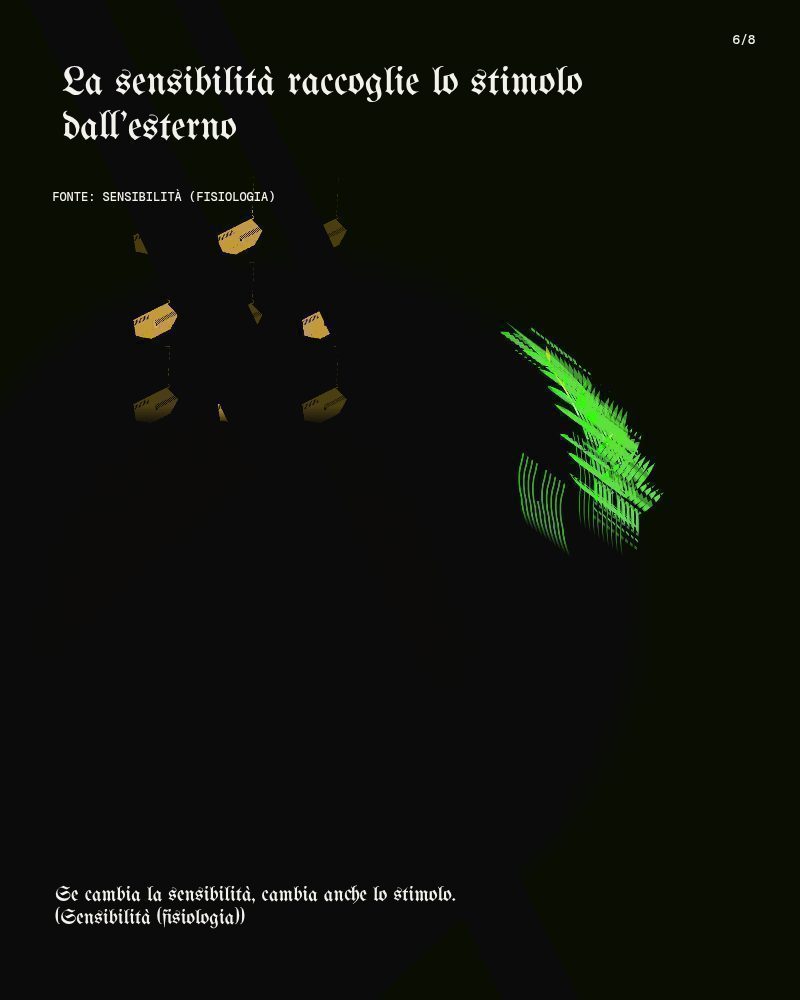 6/8
La sensibilità raccoglie lo stimolo
dall'esterno
FONTE: SENSIBILITÀ (FISIOLOGIA)
Se cambia la sensibilità, cambia anche lo stimolo.
(Sensibilità (fisiologia))